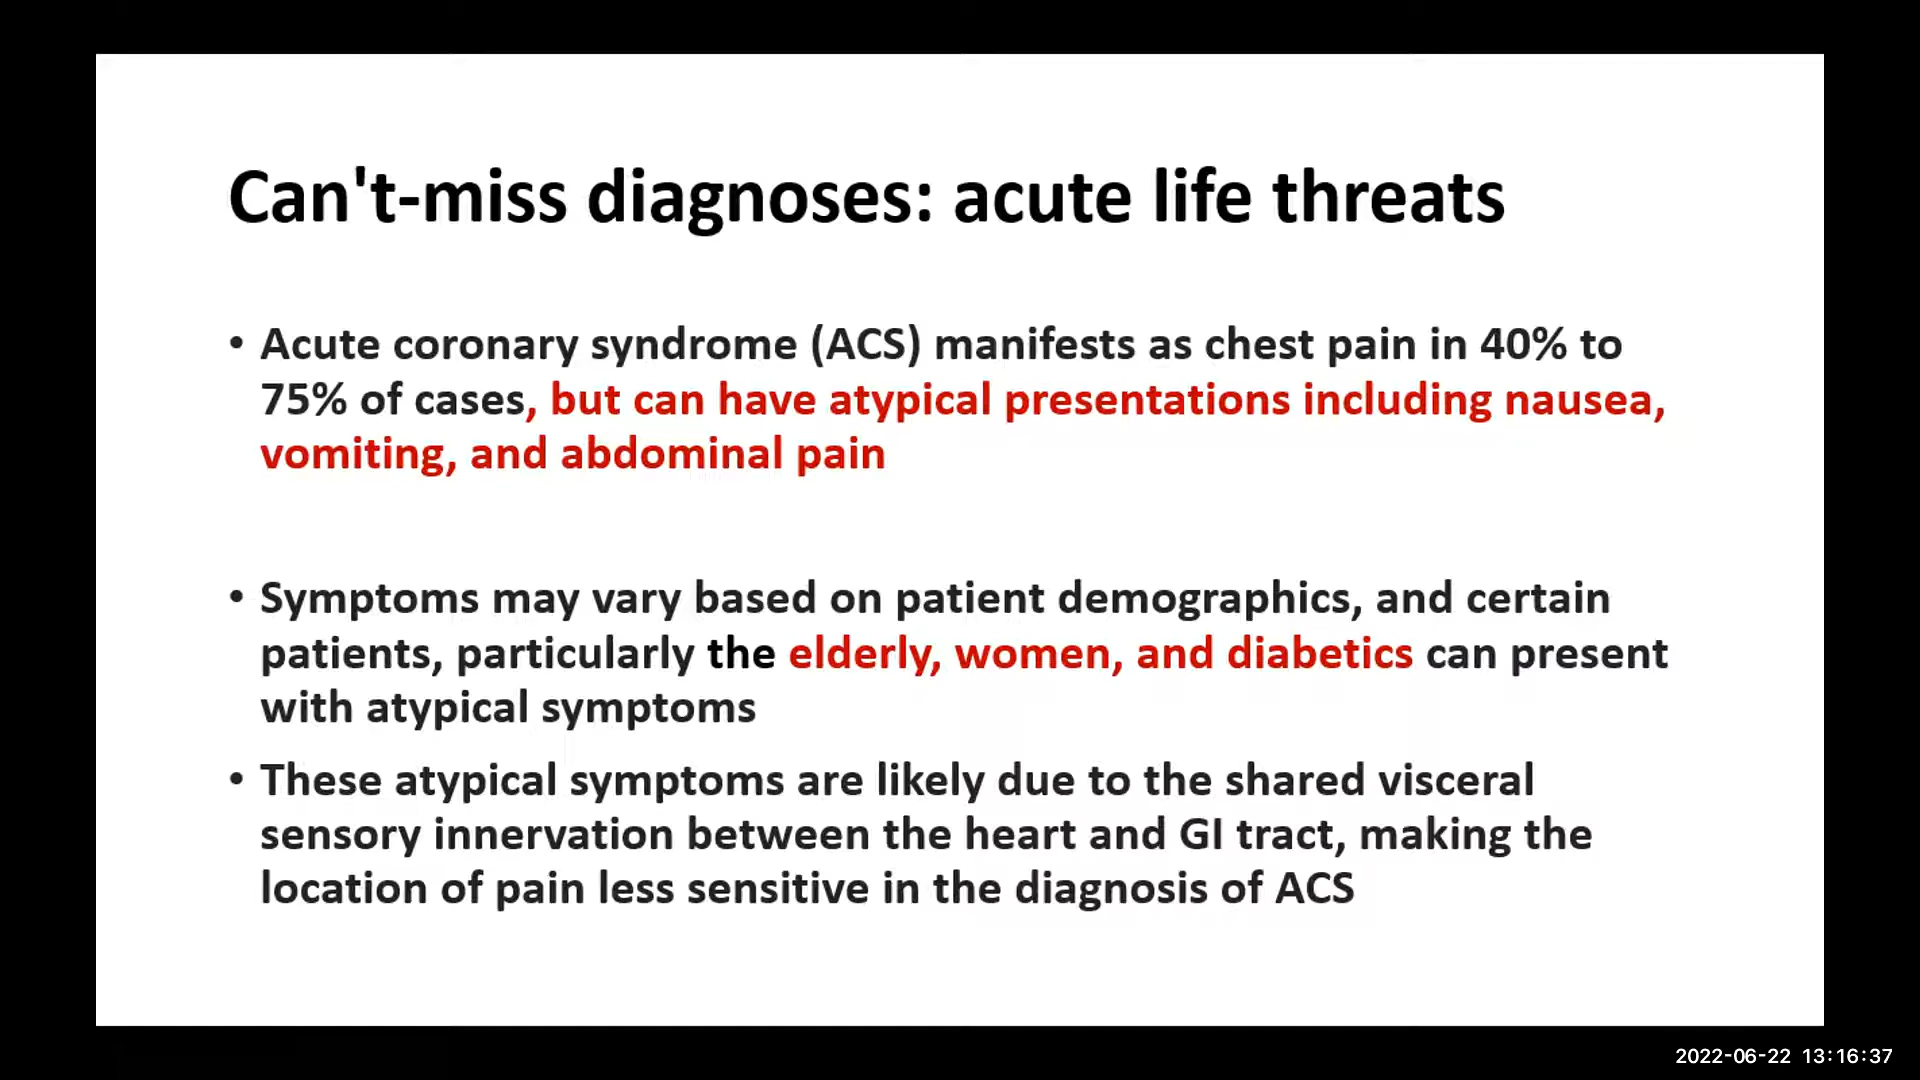 Can't-miss diagnoses: acute life threats
• Acute coronary syndrome (ACS) manifests as chest pain in 40% to
75% of cases, but can have atypical presentations including nausea,
vomiting, and abdominal pain
• Symptoms may vary based on patient demographics, and certain
patients, particularly the elderly, women, and diabetics can present
with atypical symptoms
• These atypical symptoms are likely due to the shared visceral
sensory innervation between the heart and GI tract, making the
location of pain less sensitive in the diagnosis of ACS
2022-06-22 13:16:37